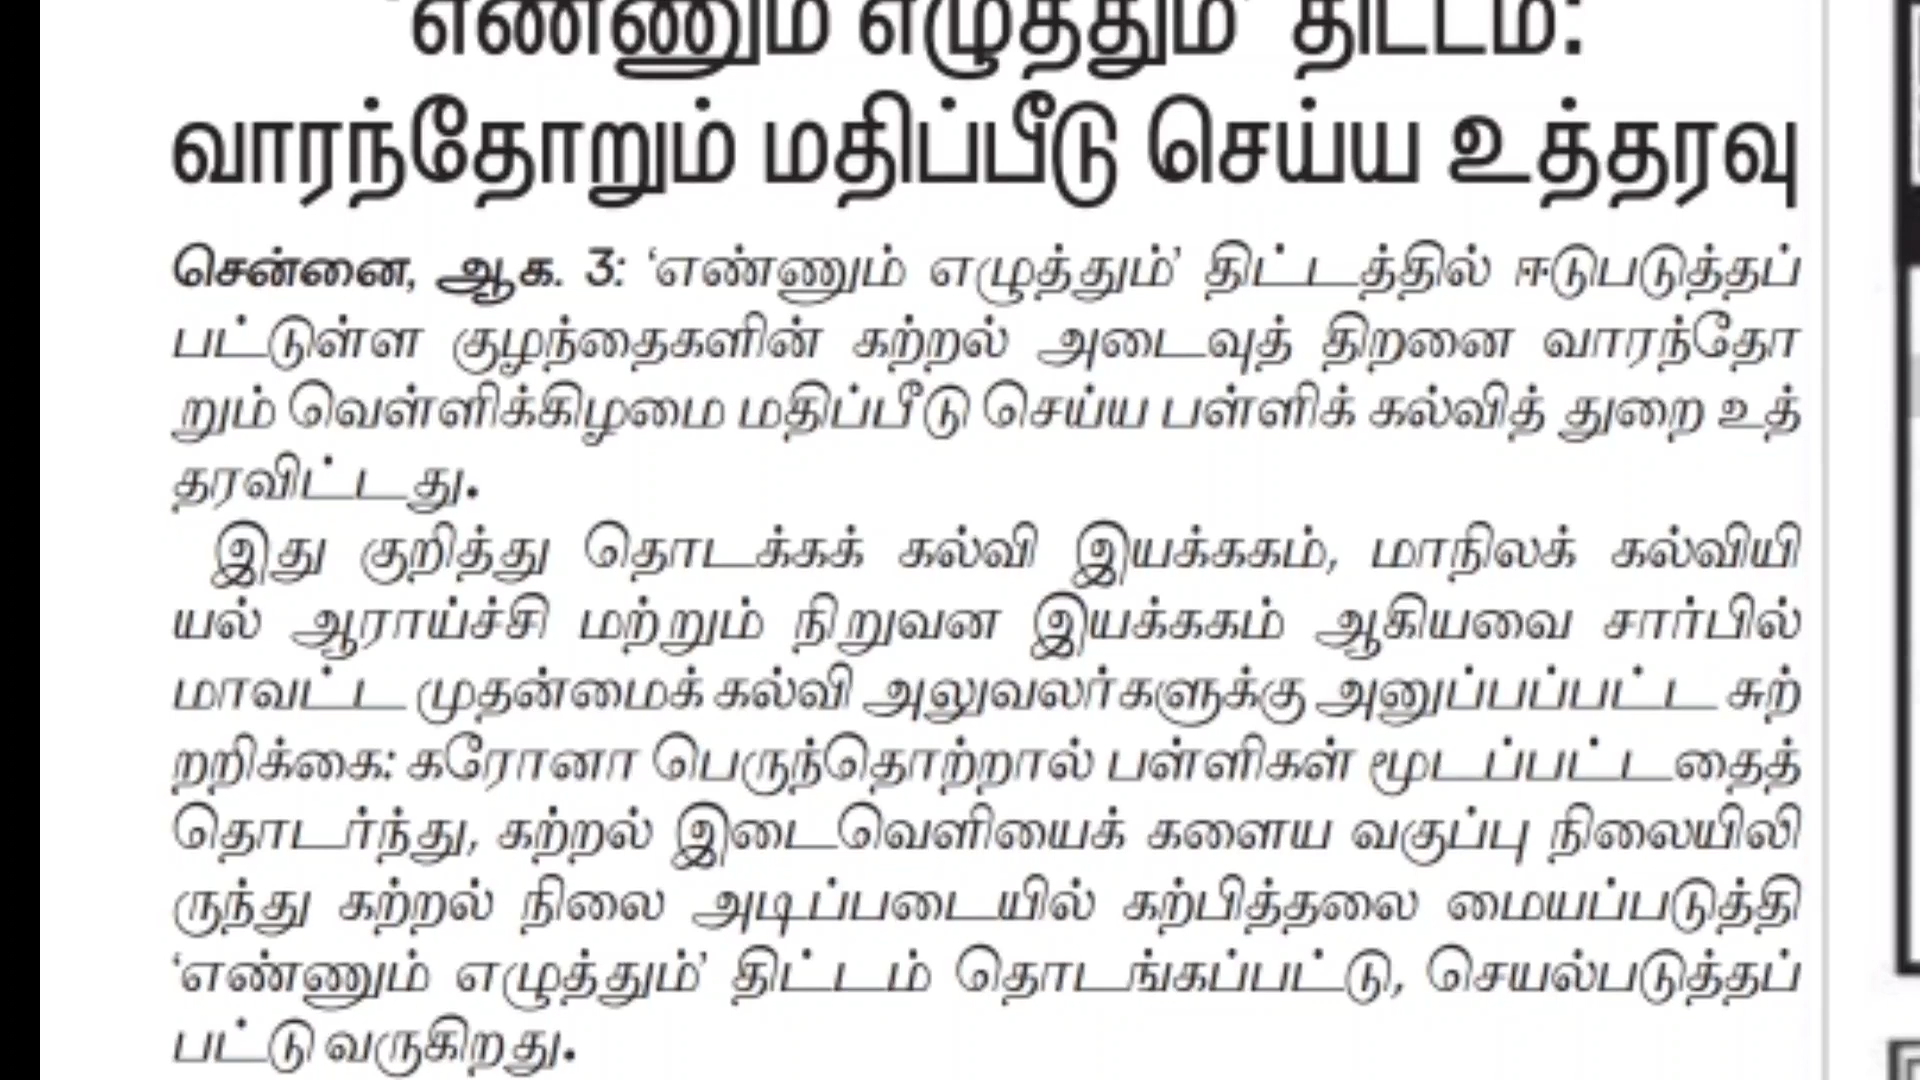 ‘எண்ணும் எழுத்தும்’ திட்டம்:
வாரந்தோறும் மதிப்பீடு செய்ய உத்தரவு
சென்னை, ஆக. 3: ‘எண்ணும் எழுத்தும்’ திட்டத்தில் ஈடுபடுத்தப்
பட்டுள்ள குழந்தைகளின் கற்றல் அடைவுத் திறனை வாரந்தோ
றும் வெள்ளிக்கிழமை மதிப்பீடு செய்ய பள்ளிக் கல்வித் துறை உத்
தரவிட்டது.
இது குறித்து தொடக்கக் கல்வி இயக்ககம், மாநிலக் கல்வியி
யல் ஆராய்ச்சி மற்றும் நிறுவன இயக்ககம் ஆகியவை சார்பில்
மாவட்ட முதன்மைக் கல்வி அலுவலர்களுக்கு அனுப்பப்பட்ட சுற்
றறிக்கை: கரோனா பெருந்தொற்றால் பள்ளிகள் மூடப்பட்டதைத்
தொடர்ந்து, கற்றல் இடைவெளியைக் களைய வகுப்பு நிலையிலி
ருந்து கற்றல் நிலை அடிப்படையில் கற்பித்தலை மையப்படுத்தி
‘எண்ணும் எழுத்தும்’ திட்டம் தொடங்கப்பட்டு, செயல்படுத்தப்
பட்டு வருகிறது.